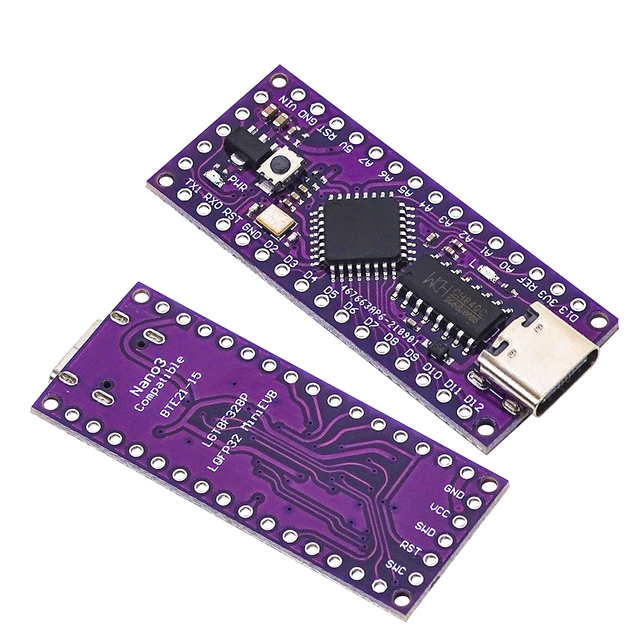 VIN
GND
RST
5V
A7
A6
A5
A4
A3
A2
A1
A0
REF
3V3
D13
PWR
TX1
RX0
RST
GND
D2
D3
D4
D5
D6
D7
D8
D9
D10
D11
D12
L
WCH
CH340C
Nano3
Compatible
BTE21-15
LGT8F328P
LQFP32 MiniEVB
GND
VCC
SWD
RST
SWC